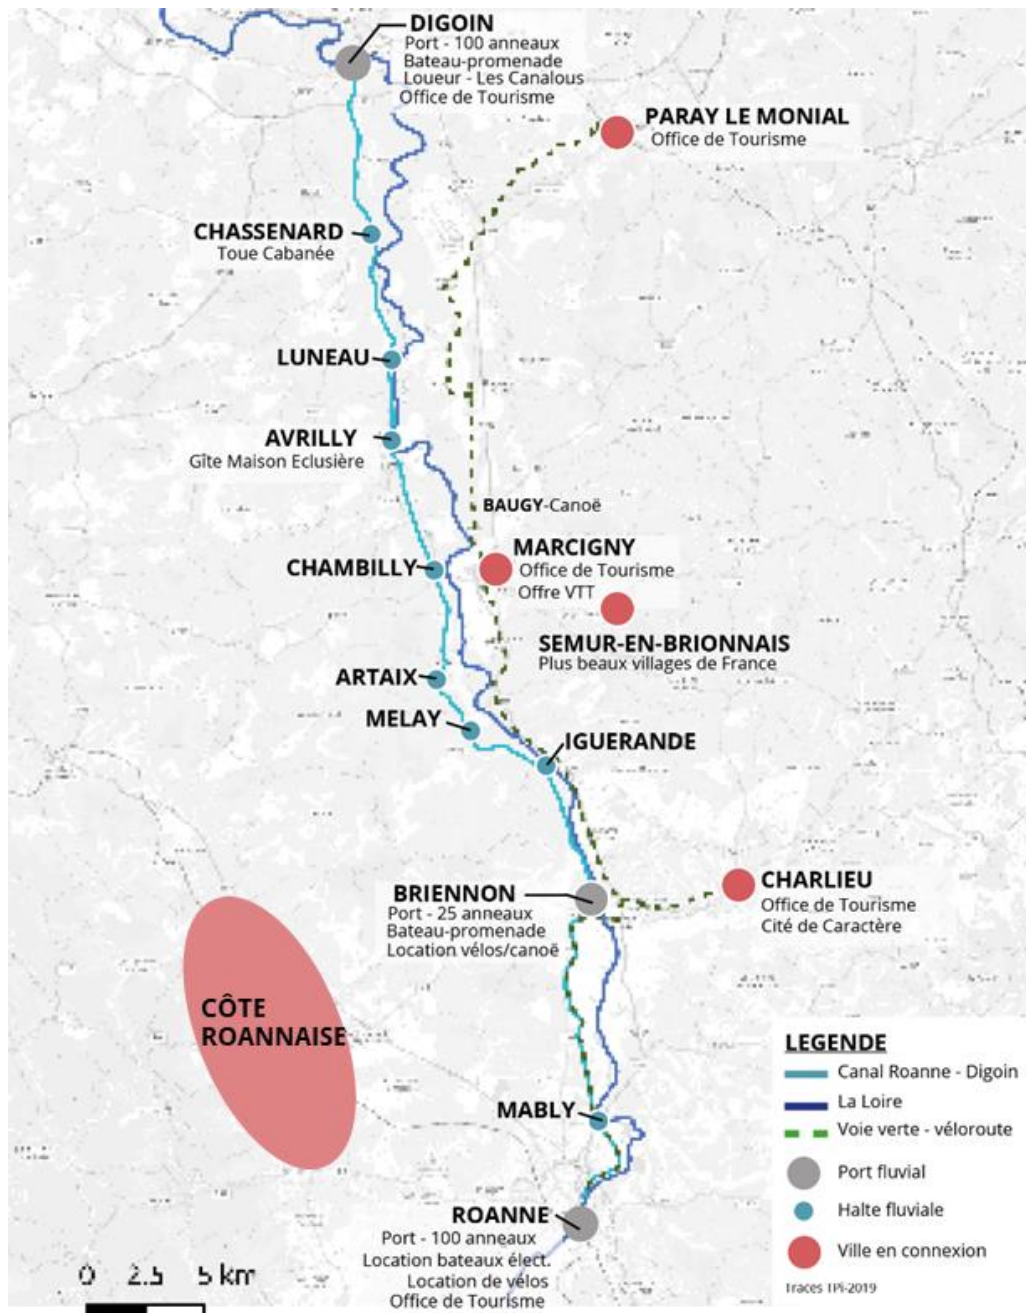 DIGOIN
Port - 100 anneaux
Bateau-promenade
Loueur - Les Canalous
Office de Tourisme
PARAY LE MONIAL
Office de Tourisme
CHASSENARD
Toue Cabanée
LUNEAU
AVRILLY
Gîte Maison Eclusière
BAUGY-Canoë
MARCIGNY
Office de Tourisme
Offre VTT
CHAMBILLY
SEMUR-EN-BRIONNAIS
Plus beaux villages de France
ARTAIX
MELAY
IGUERANDE
BRIENNON
Port - 25 anneaux
Bateau-promenade
Location vélos/canoë
CHARLIEU
Office de Tourisme
Cité de Caractère
CÔTE
ROANNAISE
MABLY
ROANNE
Port - 100 anneaux
Location bateaux élect.
Location de vélos
Office de Tourisme
0 2.5 5 km
LEGENDE
Canal Roanne - Digoin
La Loire
Voie verte - véloroute
Port fluvial
Halte fluviale
Ville en connexion
Traces TPi-2019